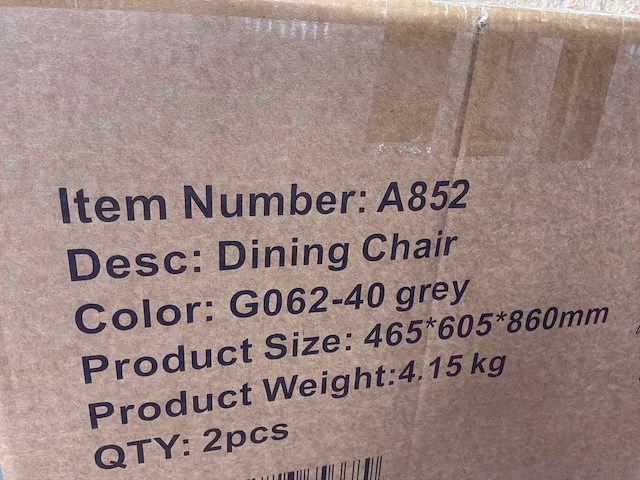 Item Number: A852
Desc: Dining Chair
Color: G062-40 grey
Product Size: 465*605*860mm
Product Weight:4.15 kg
QTY: 2pcs